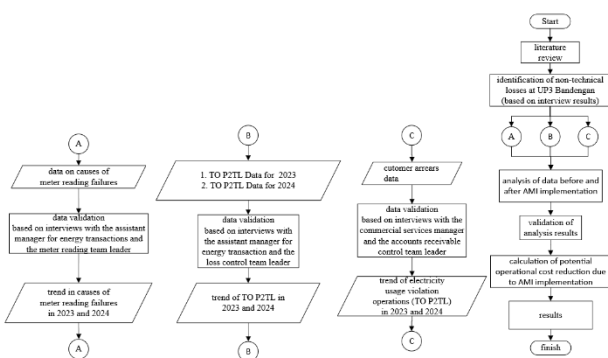 A
data on causes of
meter reading failures
data validation
based on interviews with the assistant
manager for energy transactions and
the meter reading team leader
trend in causes of
meter reading failures
in 2023 and 2024
A
B
1. TO P2TL Data for 2023
2. TO P2TL Data for 2024
data validation
based on interviews with
the assistant manager for
energy transaction and the
loss control team leader
trend of TO P2TL in
2023 and 2024
B
C
cutomer arrears
data
data validation
based on interviews with the
commercial services manager
and the accounts receivable
control team leader
trend of electricity
usage violation
operations (TO P2TL)
in 2023 and 2024
C
Start
literature
review
identification of non-technical
losses at UP3 Bandengan
(based on interview results)
A
B
C
analysis of data before and
after AMI implementation
validation of
analysis results
calculation of potential
operational cost reduction due
to AMI implementation
results
finish